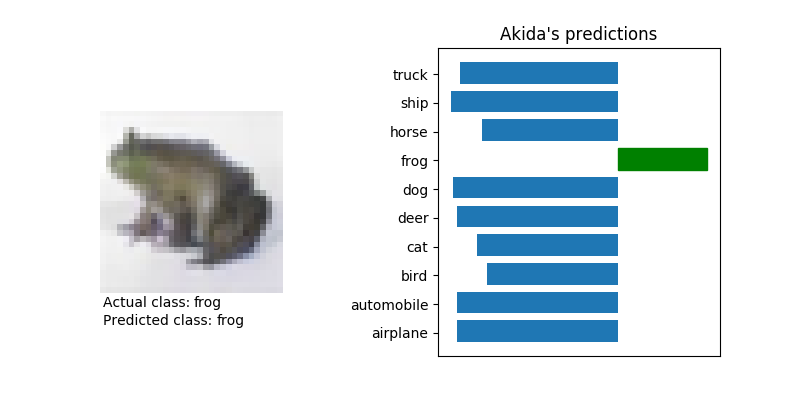 Akida's predictions
truck
ship
horse
frog
dog
deer
cat
bird
automobile
airplane
Actual class: frog
Predicted class: frog